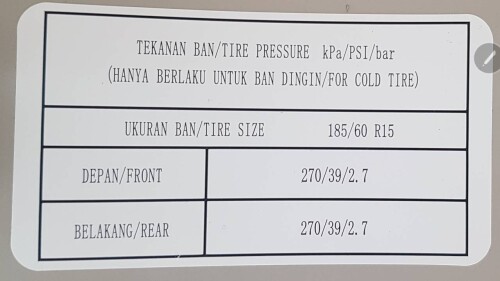 TEKANAN BAN/TIRE PRESSURE kPa/PSI/bar
(HANYA BERLAKU UNTUK BAN DINGIN/FOR COLD TIRE)
UKURAN BAN/TIRE SIZE 185/60 R15
DEPAN/FRONT 270/39/2.7
BELAKANG/REAR 270/39/2.7